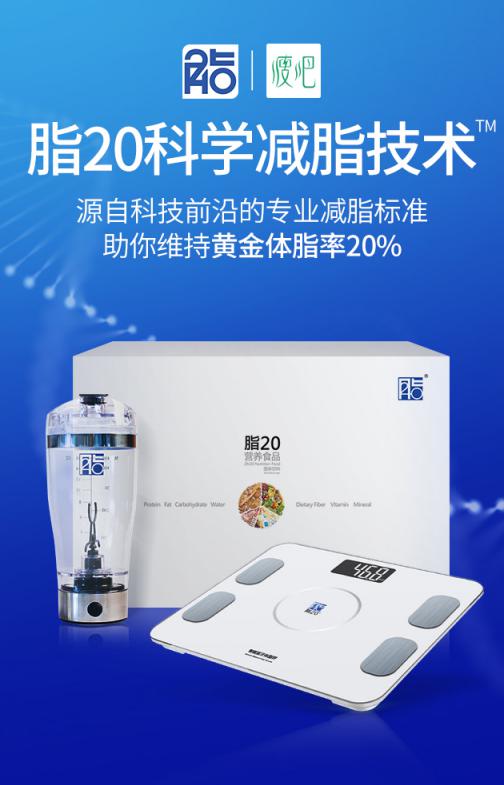 瘦吧
脂20科学减脂技术™
源自科技前沿的专业减脂标准
助你维持黄金体脂率20%
脂20
营养食品
Protein Fat Carbohydrate Water
Dietary Fiber Vitamin Mineral
46.8
脂20